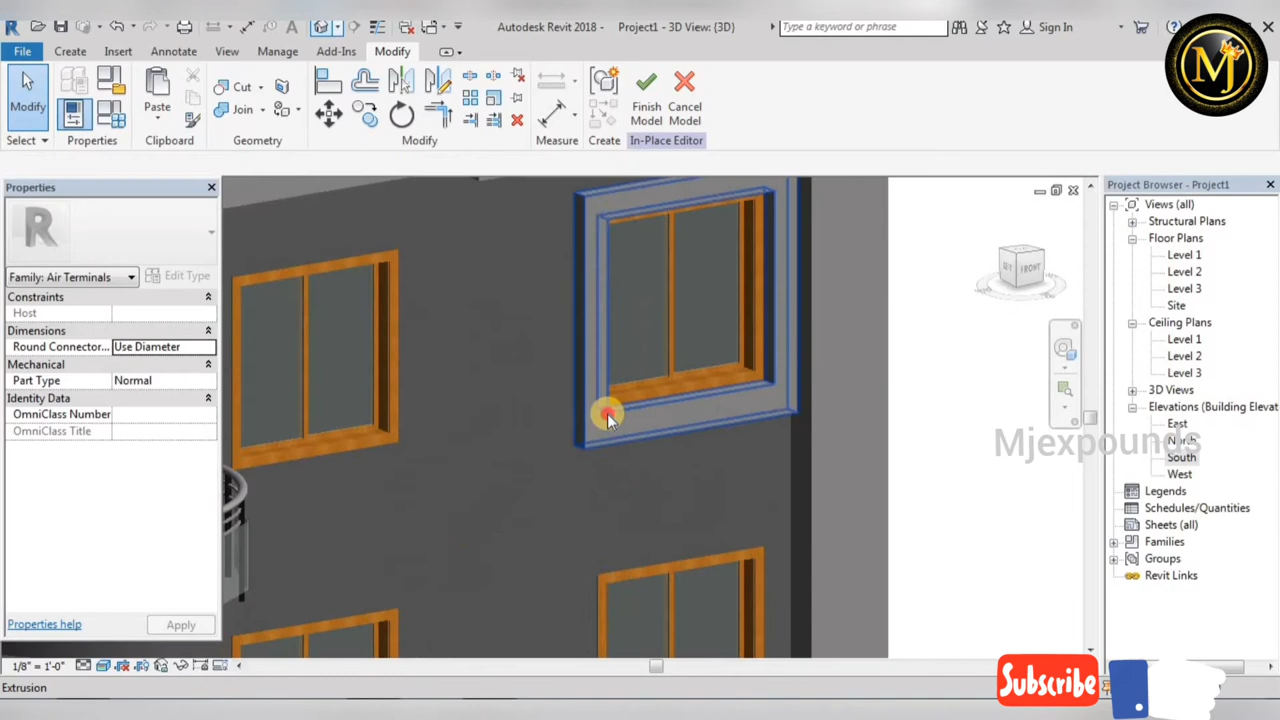 Autodesk Revit 2018 - Project1 - 3D View: {3D}
Type a keyword or phrase
Sign In
File Create Insert Annotate View Manage Add-Ins Modify
Modify
Paste
Cut
Join
Finish Model
Cancel Model
Select Properties Clipboard Geometry Modify Measure Create In-Place Editor
MJ
Properties
R
Family: Air Terminals
Edit Type
Constraints
Host
Dimensions
Round Connector... Use Diameter
Mechanical
Part Type Normal
Identity Data
OmniClass Number
OmniClass Title
Properties help
Apply
FRONT
Project Browser - Project1
Views (all)
Structural Plans
Floor Plans
Level 1
Level 2
Level 3
Site
Ceiling Plans
Level 1
Level 2
Level 3
3D Views
Elevations (Building Elevat
East
North
South
West
Legends
Schedules/Quantities
Sheets (all)
Families
Groups
Revit Links
Mjexpounds
1/8" = 1'-0"
Extrusion
Subscribe